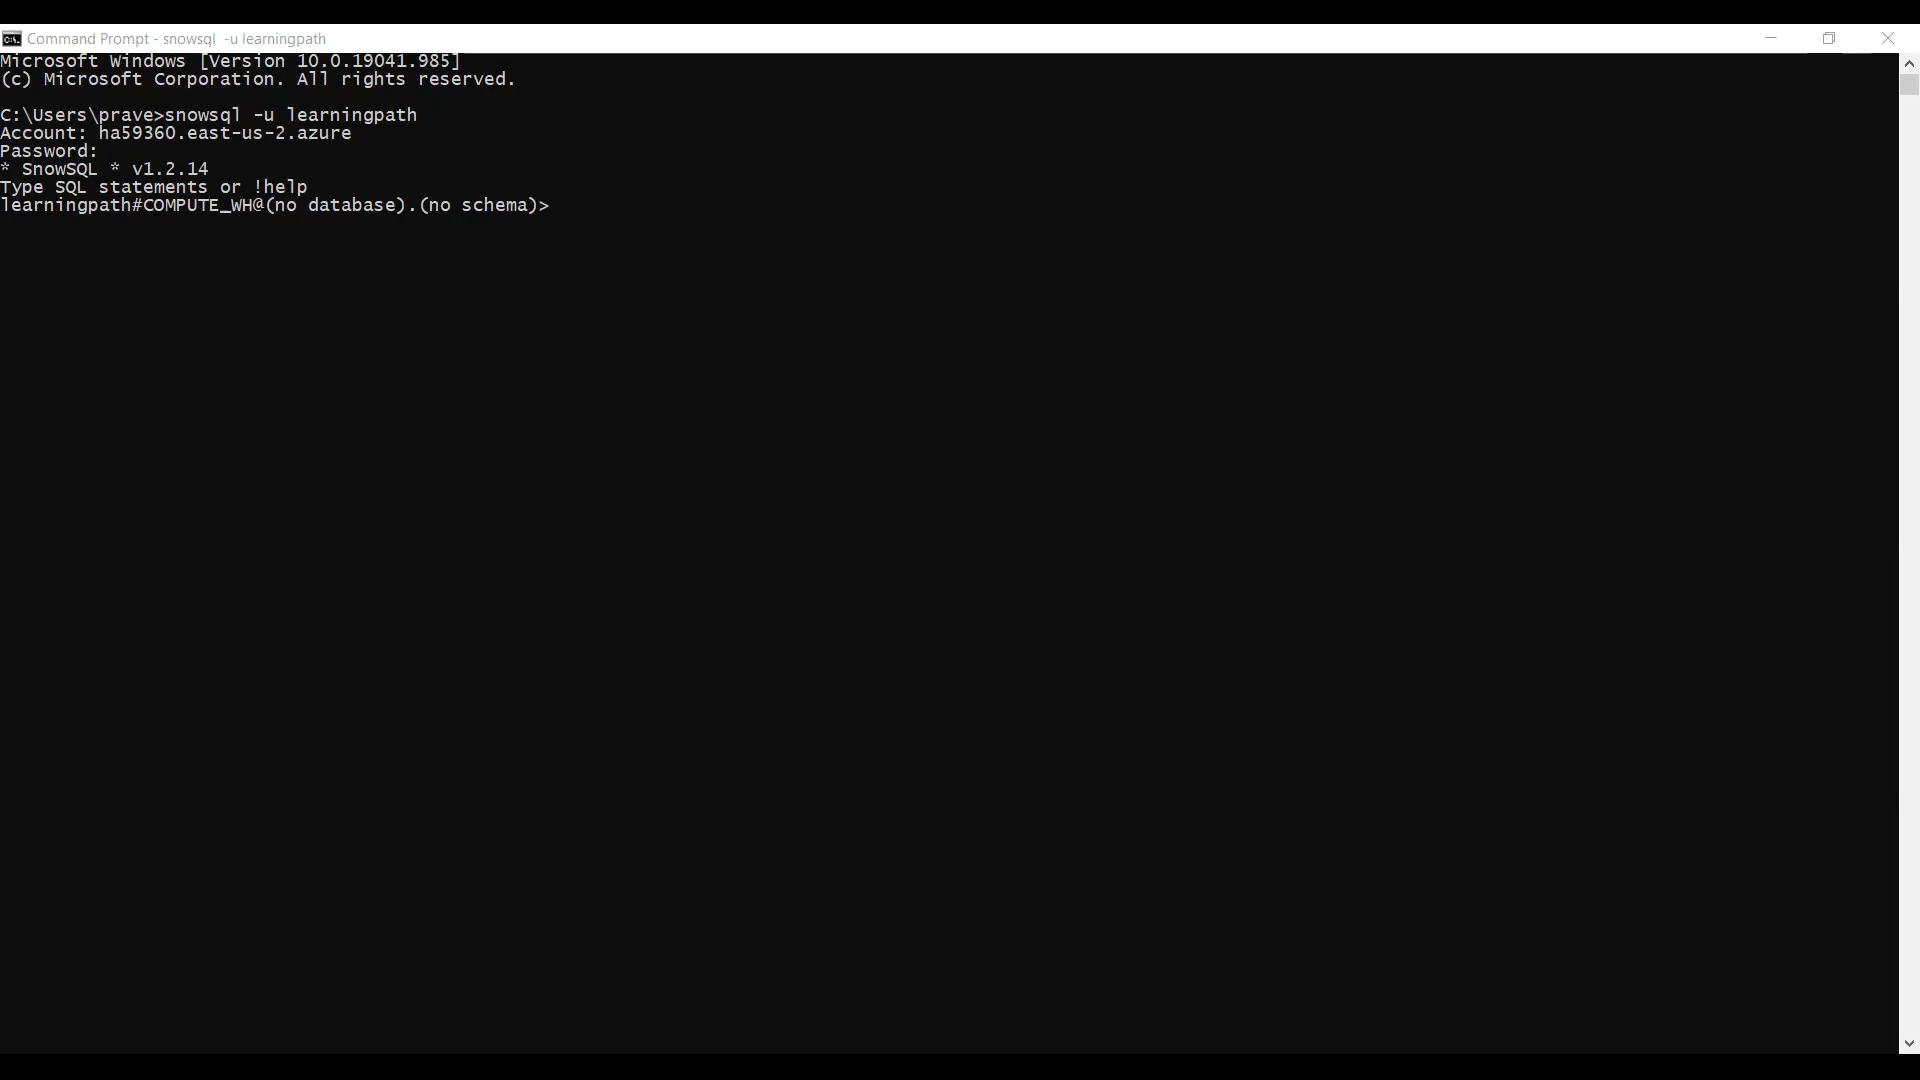 Command Prompt - snowsql  -u learningpath
Microsoft Windows [Version 10.0.19041.985]
(c) Microsoft Corporation. All rights reserved.
C:\Users\prave>snowsql -u learningpath
Account: ha59360.east-us-2.azure
Password:
* SnowSQL * v1.2.14
Type SQL statements or !help
learningpath#COMPUTE_WH@(no database).(no schema)>